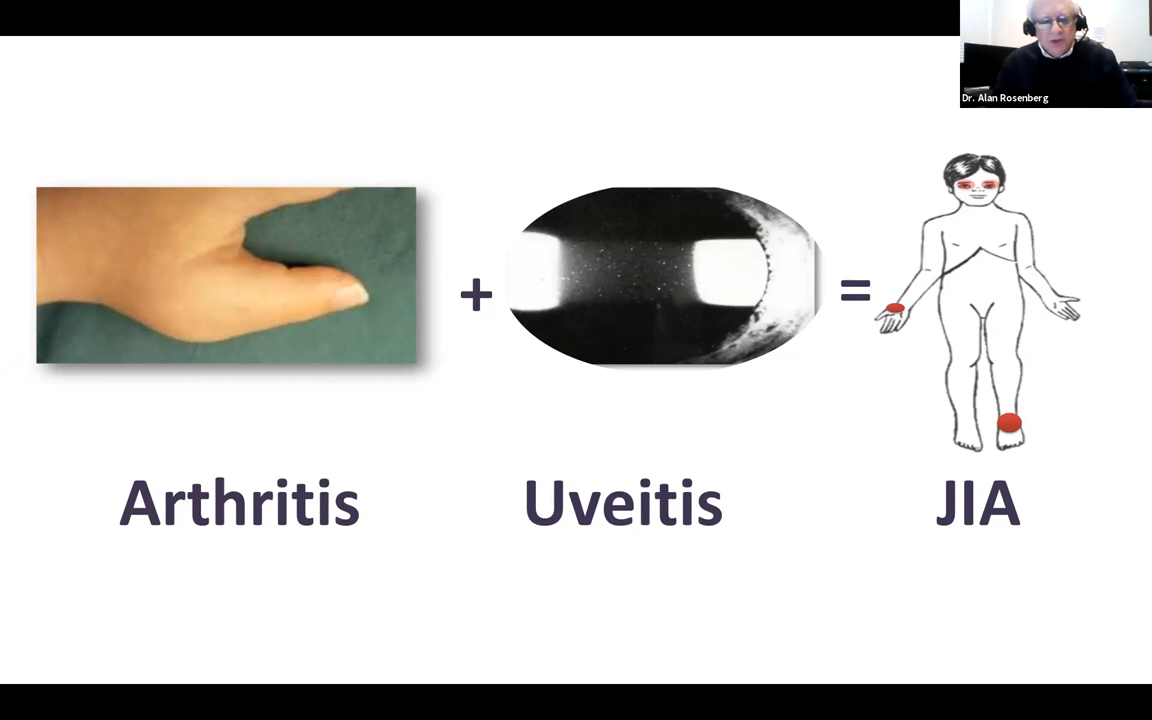 Dr. Alan Rosenberg
+
=
Arthritis
Uveitis
JIA